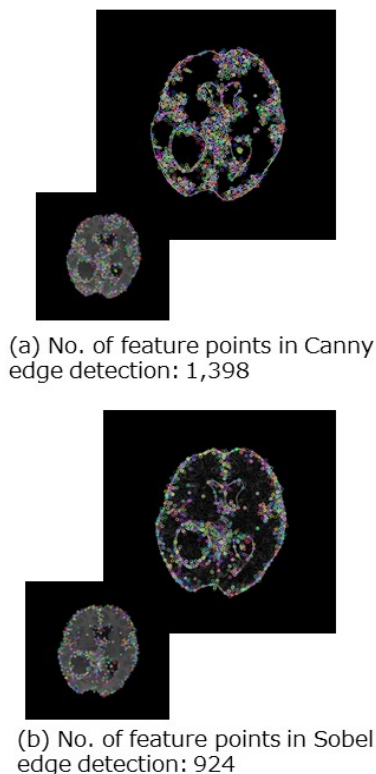 (a) No. of feature points in Canny
edge detection: 1,398
(b) No. of feature points in Sobel
edge detection: 924